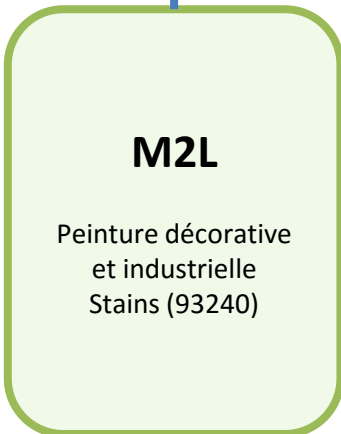 M2L
Peinture décorative
et industrielle
Stains (93240)